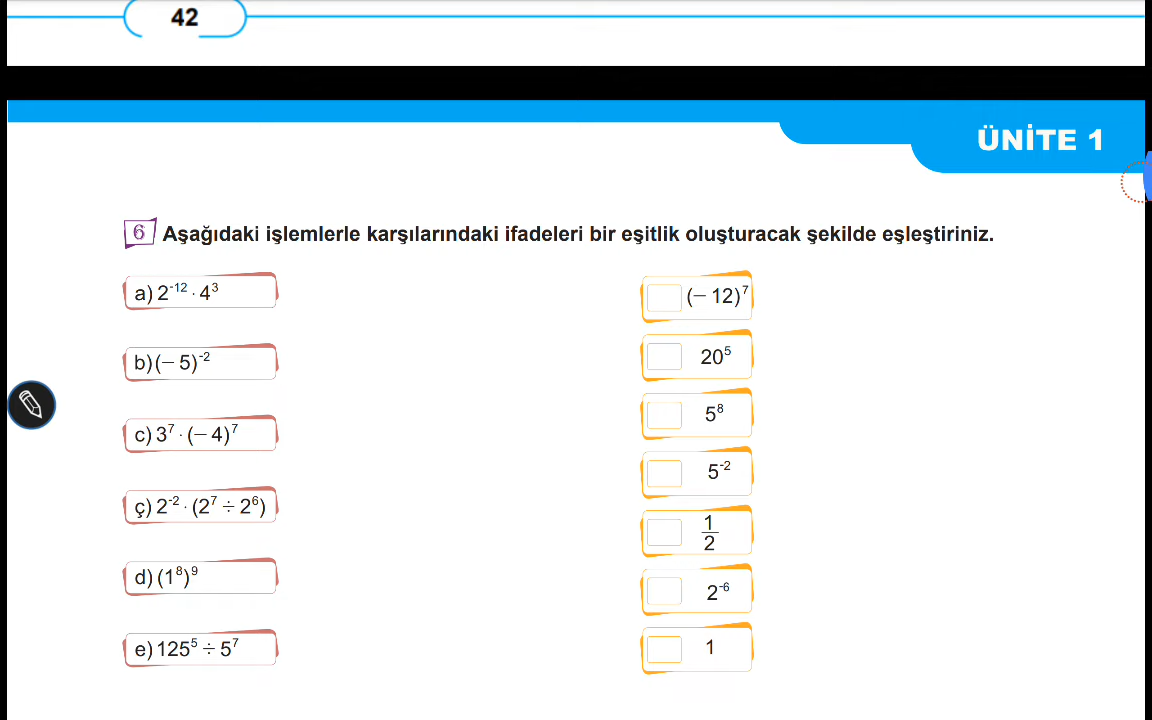 42
ÜNİTE 1
6 Aşağıdaki işlemlerle karşılarındaki ifadeleri bir eşitlik oluşturacak şekilde eşleştiriniz.
a) 2⁻¹² · 4³
(– 12)⁷
b) (– 5)⁻²
20⁵
c) 3⁷ · (– 4)⁷
5⁸
5⁻²
ç) 2⁻² · (2⁷ ÷ 2⁶)
1/2
d) (1⁸)⁹
2⁻⁶
e) 125⁵ ÷ 5⁷
1